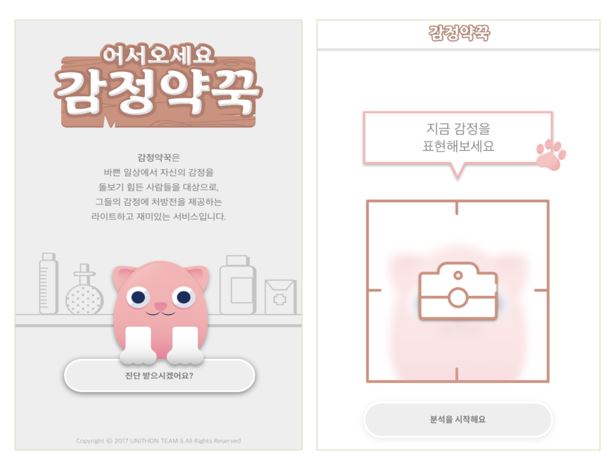 어서오세요
감정약꾹
감정약꾹은
바쁜 일상에서 자신의 감정을
돌보기 힘든 사람들을 대상으로,
그들의 감정에 처방전을 제공하는
라이트하고 재미있는 서비스입니다.
진단 받으시겠어요?
Copyright ⓒ 2017 UNITHON TEAM 5 All Rights Reserved
감정약꾹
지금 감정을
표현해보세요
분석을 시작해요